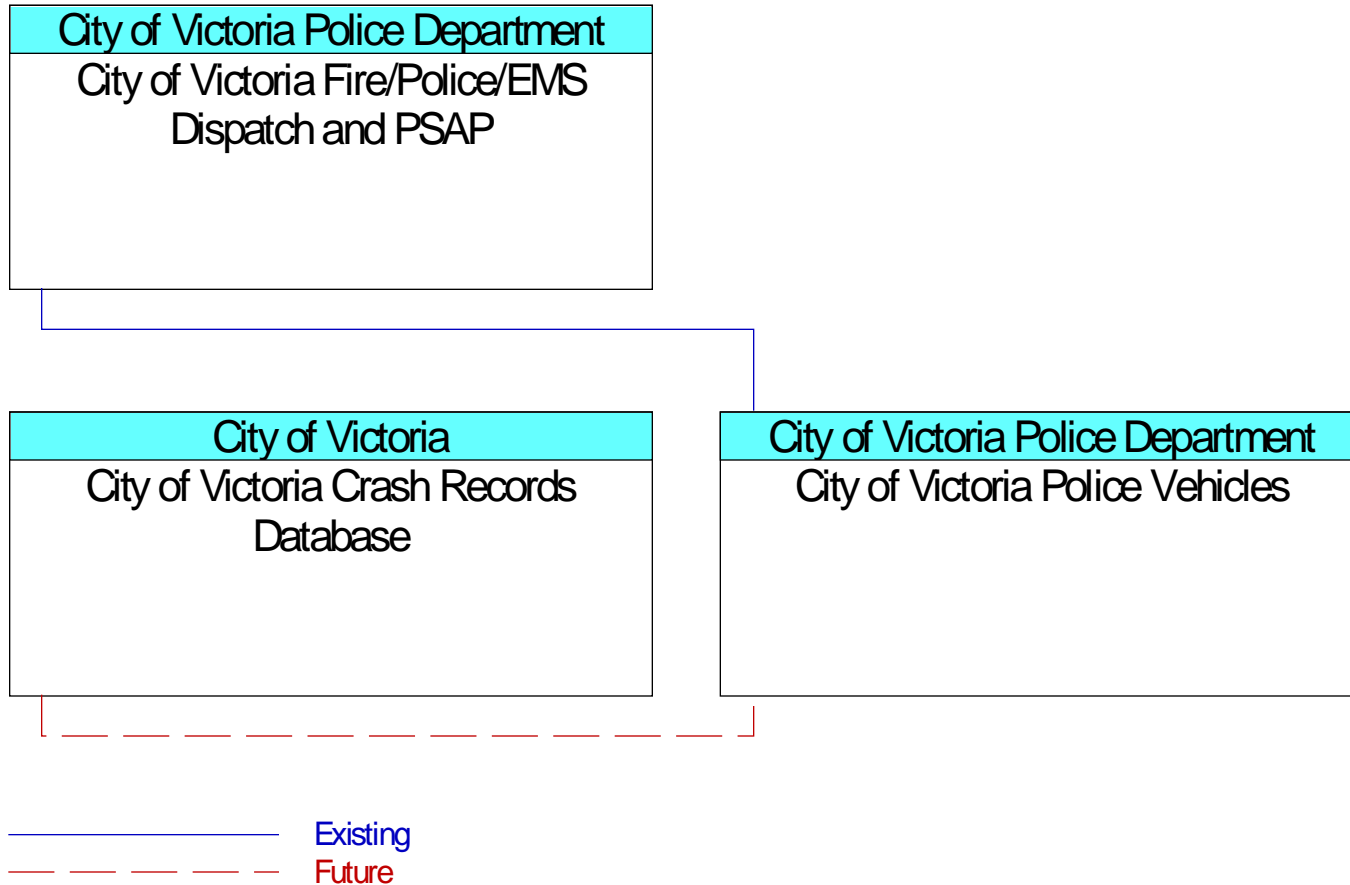 City of Victoria Police Department
City of Victoria Fire/Police/EMS
Dispatch and PSAP
City of Victoria
City of Victoria Crash Records
Database
City of Victoria Police Department
City of Victoria Police Vehicles
Existing
Future